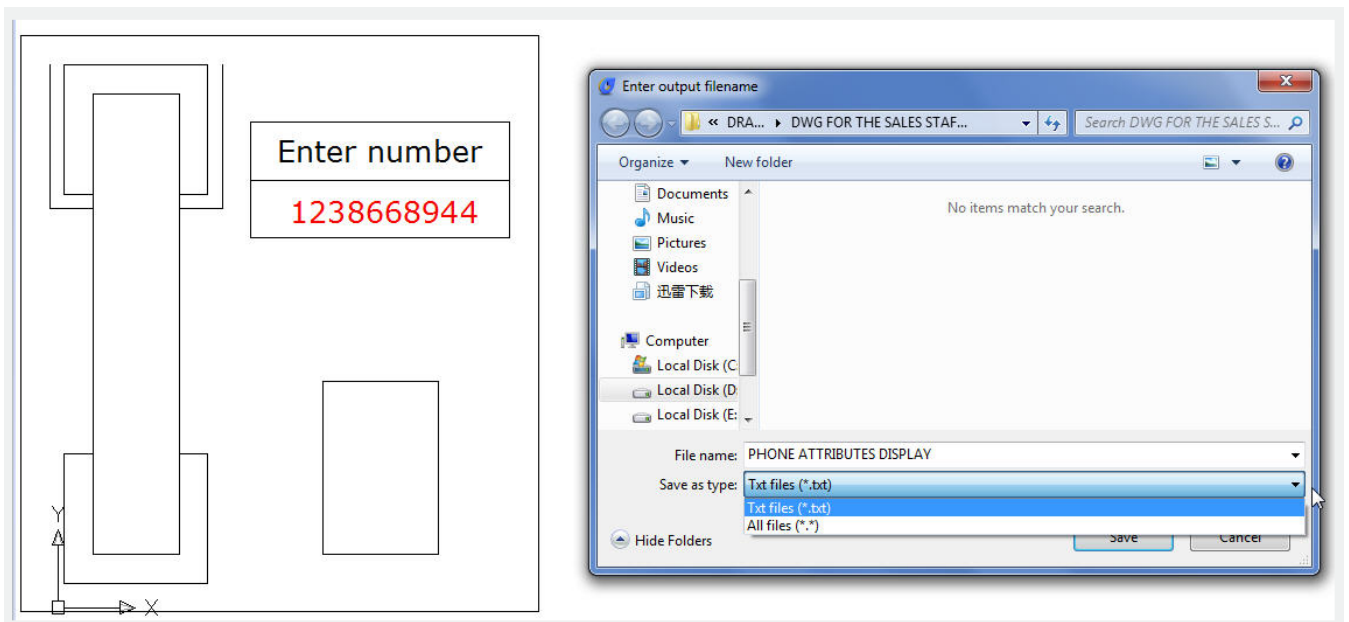 Enter number
1238668944
Y
X
Enter output filename
« DRA... ▸ DWG FOR THE SALES STAF...
Search DWG FOR THE SALES S...
Organize
New folder
Documents
Music
Pictures
Videos
迅雷下載
Computer
Local Disk (C:
Local Disk (D:
Local Disk (E:
No items match your search.
File name: PHONE ATTRIBUTES DISPLAY
Save as type: Txt files (*.txt)
Txt files (*.txt)
All files (*.*)
Hide Folders
Save
Cancel